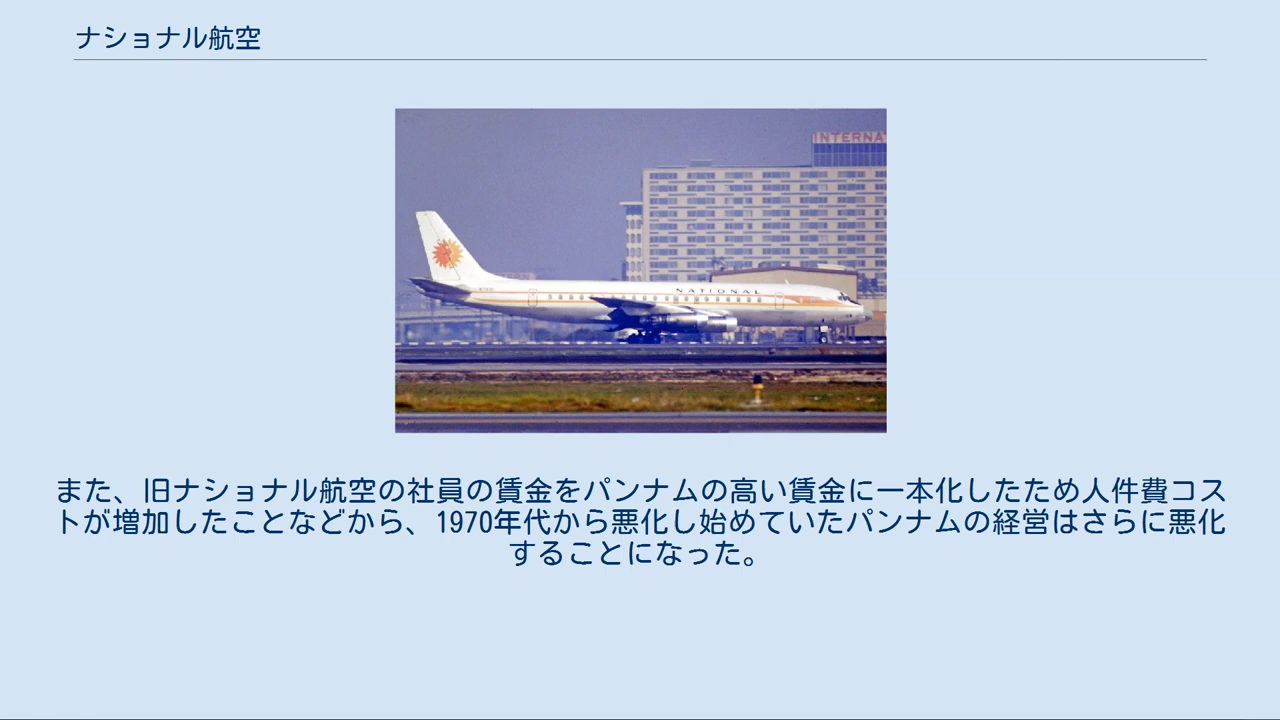 ナショナル航空
INTERNA
NATIONAL
また、旧ナショナル航空の社員の賃金をパンナムの高い賃金に一本化したため人件費コス
トが増加したことなどから、1970年代から悪化し始めていたパンナムの経営はさらに悪化
することになった。